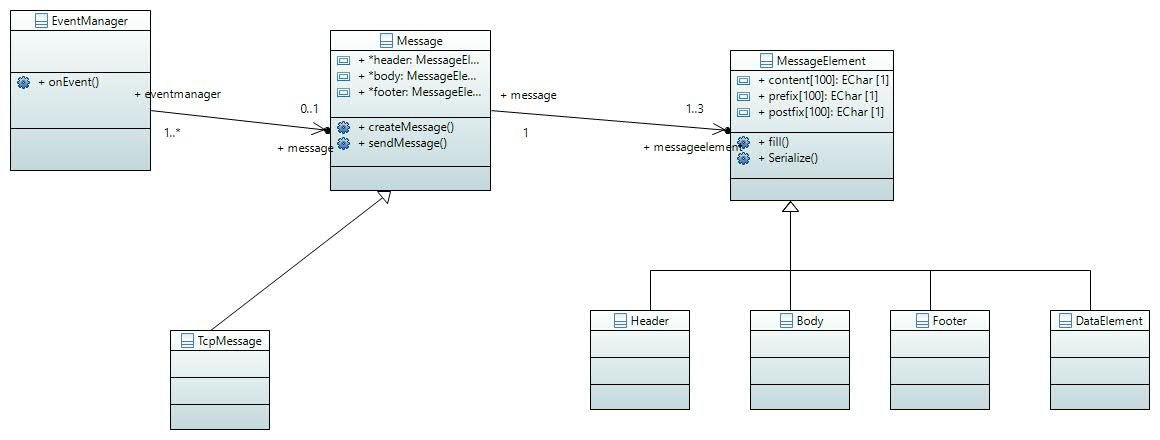 EventManager
+ onEvent()
+ eventmanager
1..*
0..1
+ message
Message
+ *header: MessageEl...
+ *body: MessageEle...
+ *footer: MessageEle...
+ createMessage()
+ sendMessage()
+ message
1
1..3
+ messageelement
MessageElement
+ content[100]: EChar [1]
+ prefix[100]: EChar [1]
+ postfix[100]: EChar [1]
+ fill()
+ Serialize()
TcpMessage
Header
Body
Footer
DataElement